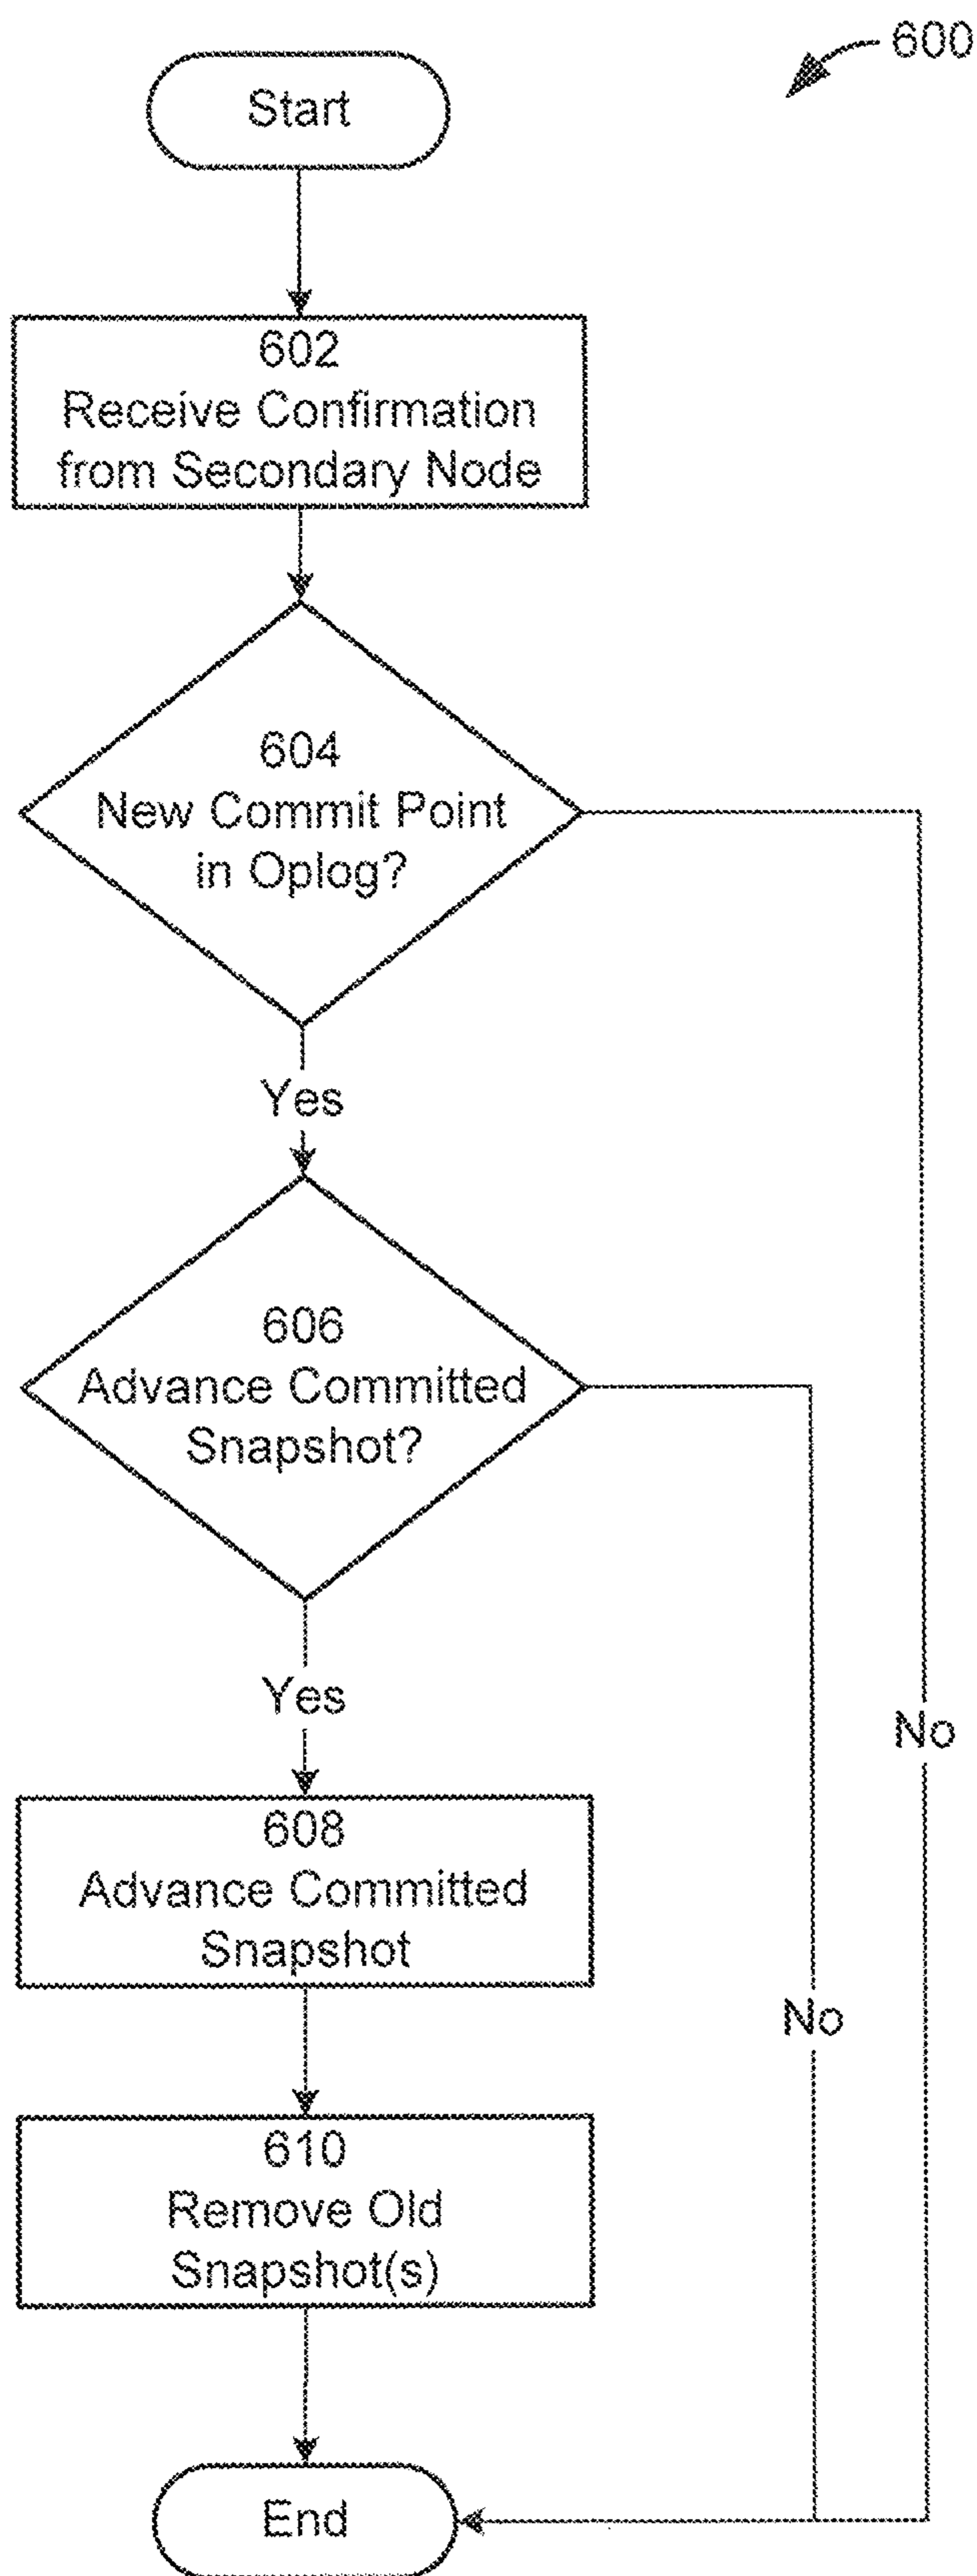 600
Start
602
Receive Confirmation
from Secondary Node
604
New Commit Point
in Oplog?
Yes
606
Advance Committed
Snapshot?
Yes
No
608
Advance Committed
Snapshot
No
610
Remove Old
Snapshot(s)
End